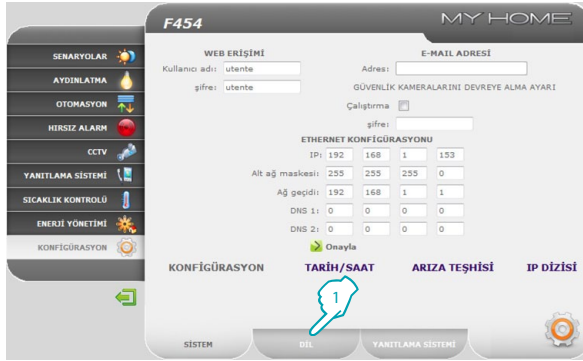 F454
MY HOME
SENARYOLAR
AYDINLATMA
OTOMASYON
HIRSIZ ALARM
CCTV
YANITLAMA SİSTEMİ
SICAKLIK KONTROLÜ
ENERJİ YÖNETİMİ
KONFİGÜRASYON
WEB ERİŞİMİ
Kullanıcı adı: utente
şifre: utente
E-MAIL ADRESİ
Adres:
GÜVENLİK KAMERALARINI DEVREYE ALMA AYARI
Çalıştırma
şifre:
ETHERNET KONFİGÜRASYONU
IP: 192 168 1 153
Alt ağ maskesi: 255 255 255 0
Ağ geçidi: 192 168 1 1
DNS 1: 0 0 0 0
DNS 2: 0 0 0 0
Onayla
KONFİGÜRASYON TARİH/SAAT ARIZA TEŞHİSİ IP DİZİSİ
1
SİSTEM DİL YANITLAMA SİSTEMİ